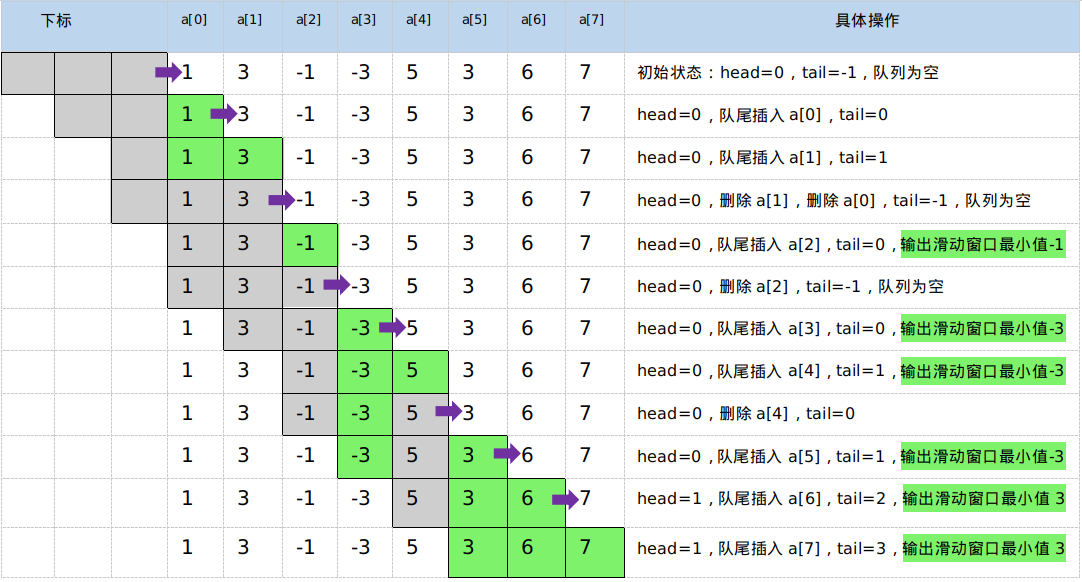 下标 a[0] a[1] a[2] a[3] a[4] a[5] a[6] a[7] 具体操作
1 3 -1 -3 5 3 6 7 初始状态：head=0，tail=-1，队列为空
1 3 -1 -3 5 3 6 7 head=0，队尾插入 a[0]，tail=0
1 3 -1 -3 5 3 6 7 head=0，队尾插入 a[1]，tail=1
1 3 -1 -3 5 3 6 7 head=0，删除 a[1]，删除 a[0]，tail=-1，队列为空
1 3 -1 -3 5 3 6 7 head=0，队尾插入 a[2]，tail=0，输出滑动窗口最小值-1
1 3 -1 -3 5 3 6 7 head=0，删除 a[2]，tail=-1，队列为空
1 3 -1 -3 5 3 6 7 head=0，队尾插入 a[3]，tail=0，输出滑动窗口最小值-3
1 3 -1 -3 5 3 6 7 head=0，队尾插入 a[4]，tail=1，输出滑动窗口最小值-3
1 3 -1 -3 5 3 6 7 head=0，删除 a[4]，tail=0
1 3 -1 -3 5 3 6 7 head=0，队尾插入 a[5]，tail=1，输出滑动窗口最小值-3
1 3 -1 -3 5 3 6 7 head=1，队尾插入 a[6]，tail=2，输出滑动窗口最小值 3
1 3 -1 -3 5 3 6 7 head=1，队尾插入 a[7]，tail=3，输出滑动窗口最小值 3